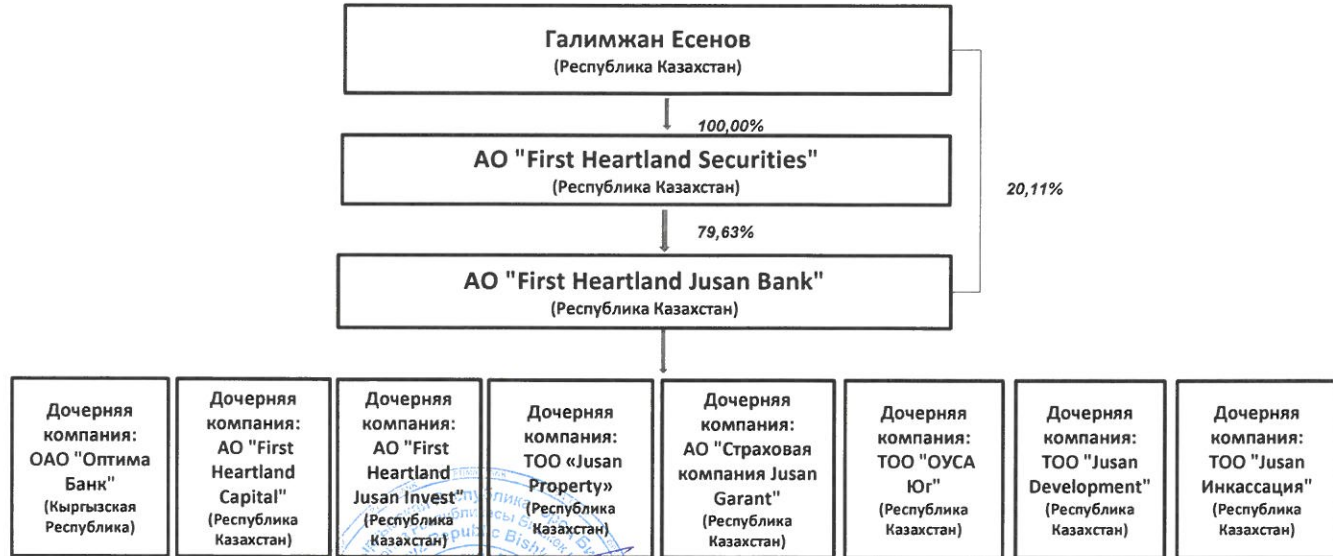 Галимжан Есенов
(Республика Казахстан)
100,00%
АО "First Heartland Securities"
(Республика Казахстан)
20,11%
79,63%
АО "First Heartland Jusan Bank"
(Республика Казахстан)
Дочерняя
компания:
ОАО "Оптима
Банк"
(Кыргызская
Республика)
Дочерняя
компания:
АО "First
Heartland
Capital"
(Республика
Казахстан)
Дочерняя
компания:
АО "First
Heartland
Jusan Invest"
(Республика
Казахстан)
Дочерняя
компания:
ТОО «Jusan
Property»
(Республика
Казахстан)
Дочерняя
компания:
АО "Страховая
компания Jusan
Garant"
(Республика
Казахстан)
Дочерняя
компания:
ТОО "ОУСА
Юг"
(Республика
Казахстан)
Дочерняя
компания:
ТОО "Jusan
Development"
(Республика
Казахстан)
Дочерняя
компания:
ТОО "Jusan
Инкассация"
(Республика
Казахстан)
Republic Bishk